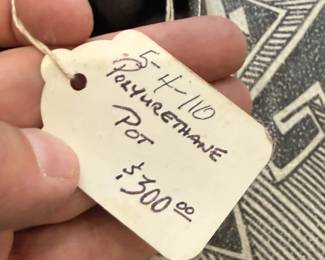 5-4-110
POLYURETHANE
POT
$300.00